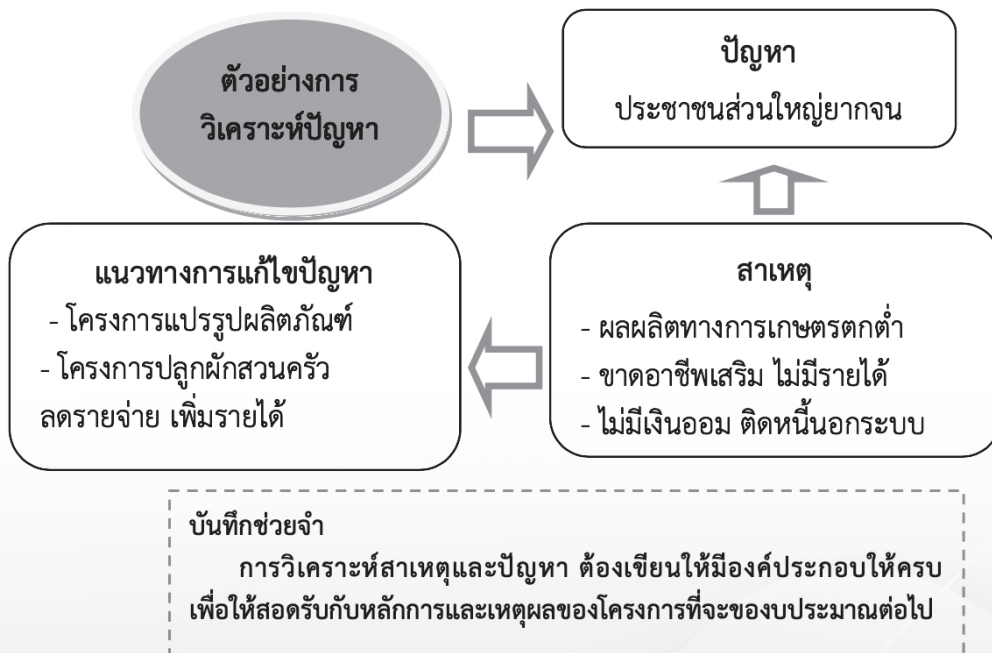 ตัวอย่างการ
วิเคราะห์ปัญหา
ปัญหา
ประชาชนส่วนใหญ่ยากจน
แนวทางการแก้ไขปัญหา
- โครงการแปรรูปผลิตภัณฑ์
- โครงการปลูกผักสวนครัว
ลดรายจ่าย เพิ่มรายได้
สาเหตุ
- ผลผลิตทางการเกษตรตกต่ำ
- ขาดอาชีพเสริม ไม่มีรายได้
- ไม่มีเงินออม ติดหนี้นอกระบบ
บันทึกช่วยจำ
การวิเคราะห์สาเหตุและปัญหา ต้องเขียนให้มีองค์ประกอบให้ครบ
เพื่อให้สอดรับกับหลักการและเหตุผลของโครงการที่จะของบประมาณต่อไป